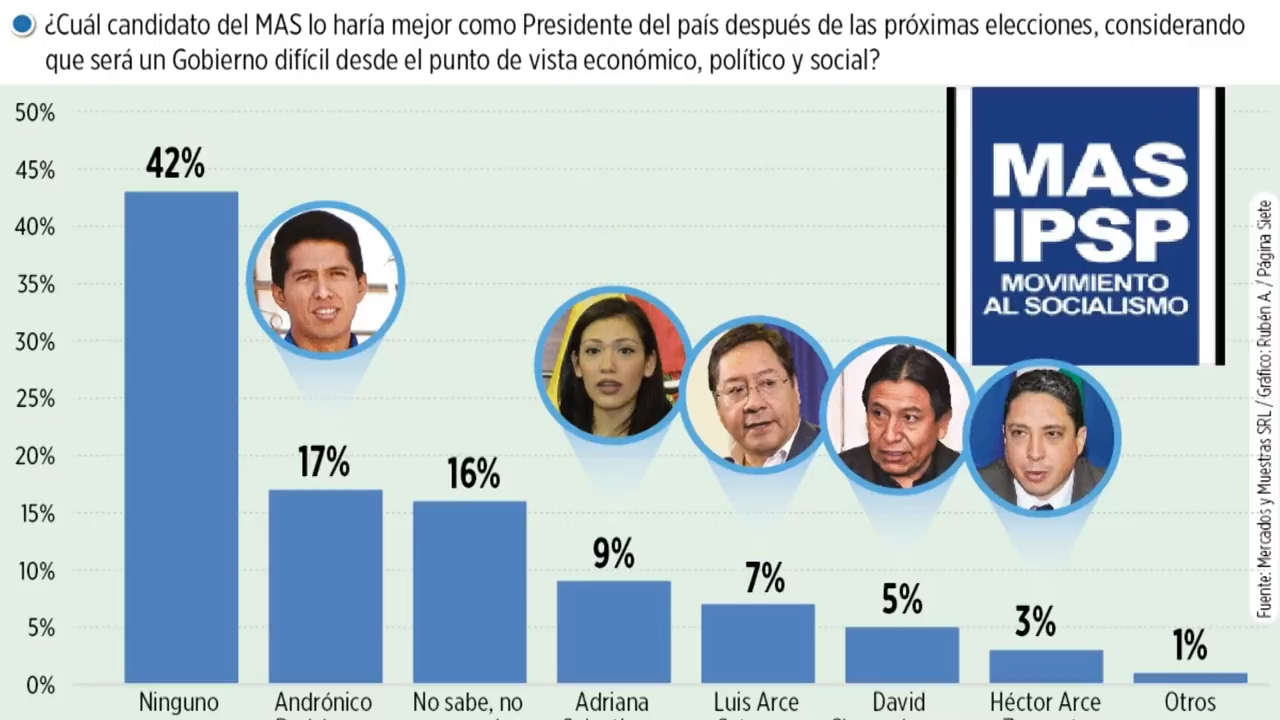 ¿Cuál candidato del MAS lo haría mejor como Presidente del país después de las próximas elecciones, considerando
que será un Gobierno difícil desde el punto de vista económico, político y social?
50%
45%
40%
35%
30%
25%
20%
15%
10%
5%
0%
42%
17%
16%
9%
7%
5%
3%
1%
MAS
IPSP
MOVIMIENTO
AL SOCIALISMO
Ninguno
Andrónico
No sabe, no
Adriana
Luis Arce
David
Héctor Arce
Otros
Fuente: Mercados y Muestras SRL / Gráfico: Rubén A. / Página Siete